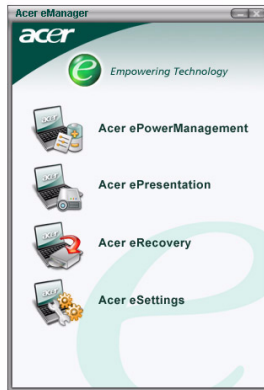 Acer eManager
acer
e Empowering Technology
Acer ePowerManagement
Acer ePresentation
Acer eRecovery
Acer eSettings